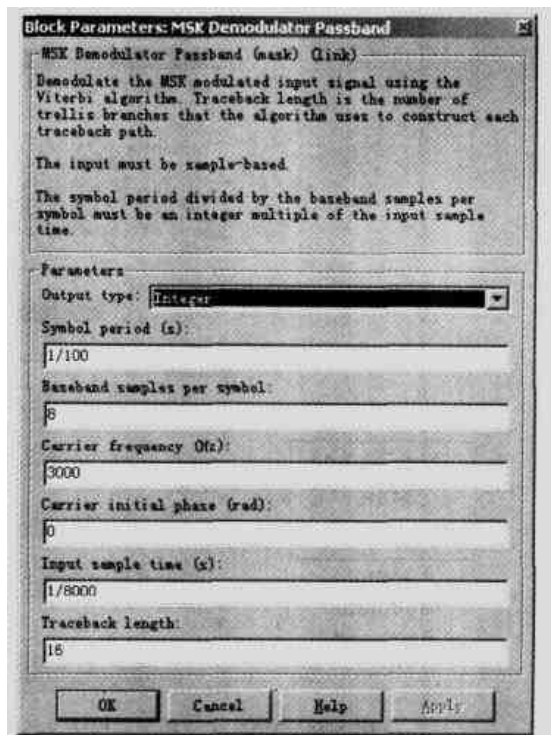 Block Parameters: MSK Demodulator Passband
MSK Demodulator Passband (mask) (link)
Demodulate the MSK modulated input signal using the
Viterbi algorithm. Traceback length is the number of
trellis branches that the algorithm uses to construct each
traceback path.
The input must be sample-based.
The symbol period divided by the baseband samples per
symbol must be an integer multiple of the input sample
time.
Parameters
Output type: Integer
Symbol period (s):
1/100
Baseband samples per symbol:
8
Carrier frequency (Hz):
3000
Carrier initial phase (rad):
0
Input sample time (s):
1/8000
Traceback length:
16
OK Cancel Help Apply